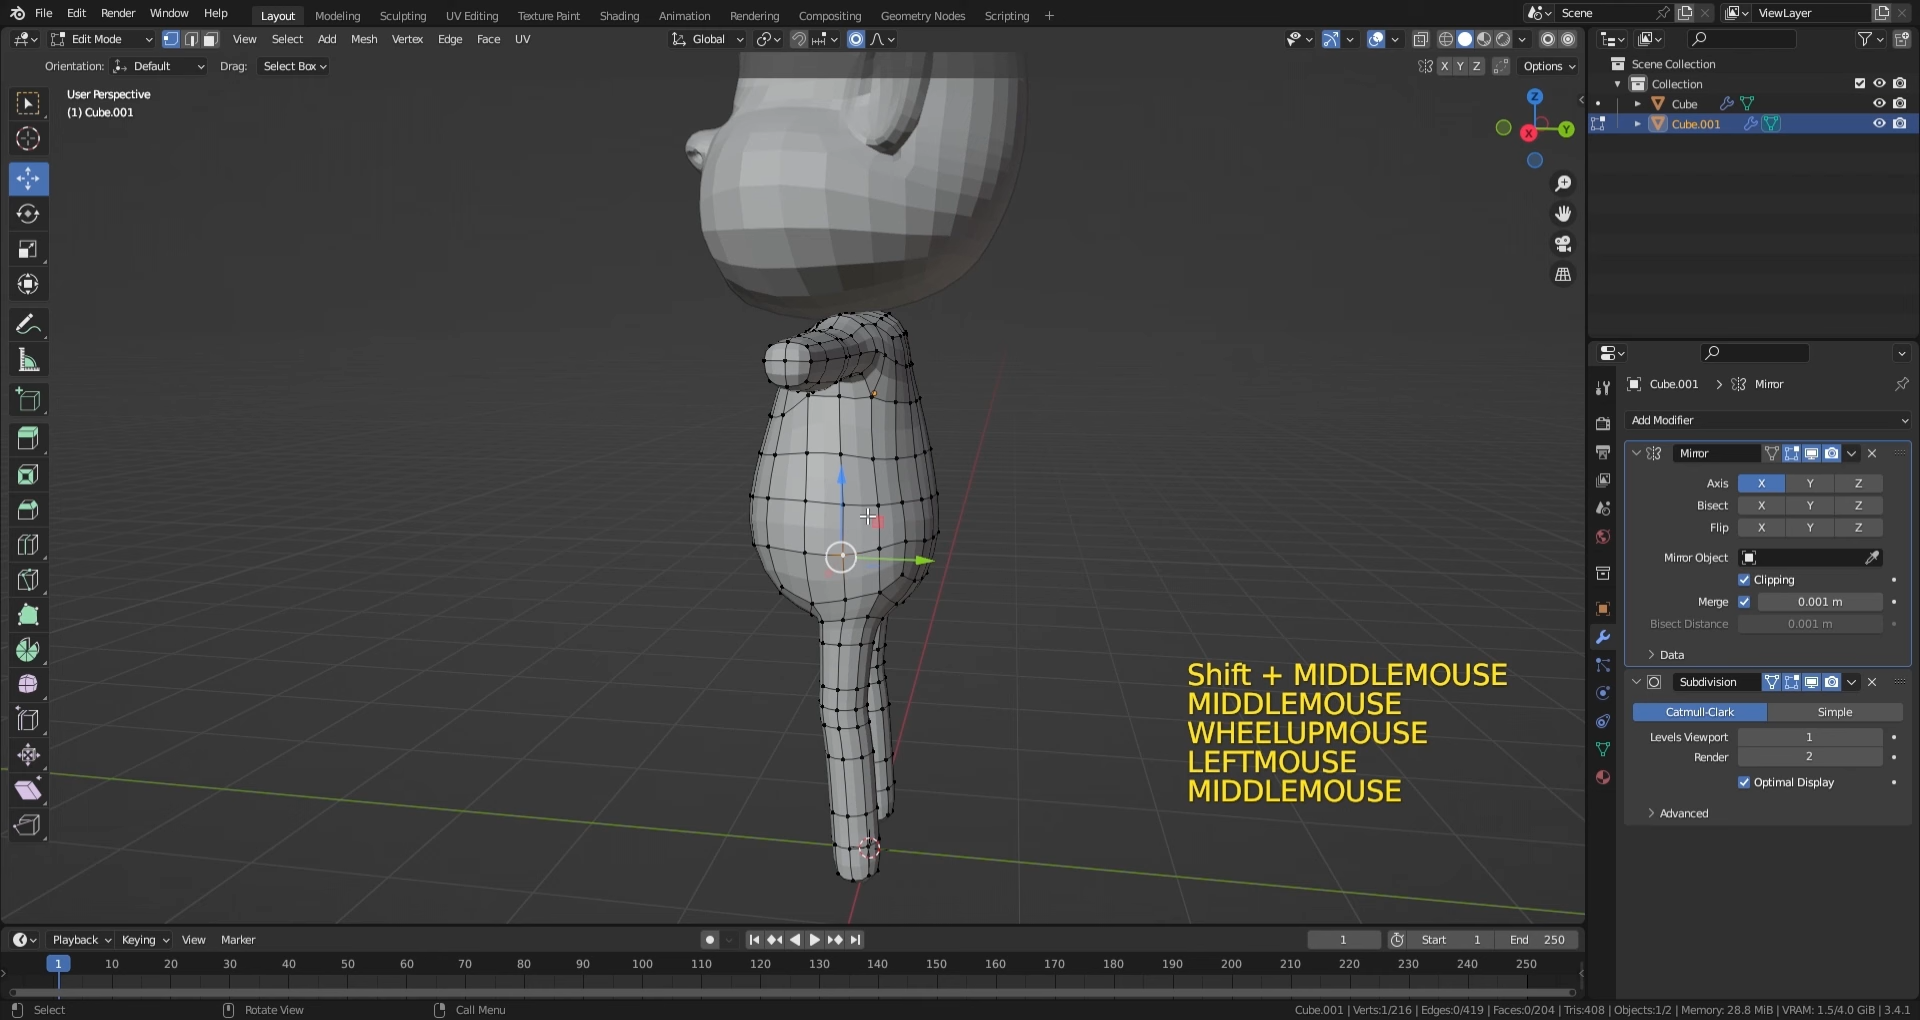 File Edit Render Window Help Layout Modeling Sculpting UV Editing Texture Paint Shading Animation Rendering Compositing Geometry Nodes Scripting + Scene ViewLayer
Edit Mode View Select Add Mesh Vertex Edge Face UV Global
Orientation: Default Drag: Select Box X Y Z Options
User Perspective
(1) Cube.001
Z
Y
X
Scene Collection
Collection
Cube
Cube.001
Cube.001 > Mirror
Add Modifier
Mirror
Axis X Y Z
Bisect X Y Z
Flip X Y Z
Mirror Object
Clipping
Merge 0.001 m
Bisect Distance 0.001 m
Data
Subdivision
Catmull-Clark Simple
Levels Viewport 1
Render 2
Optimal Display
Advanced
Shift + MIDDLEMOUSE
MIDDLEMOUSE
WHEELUPMOUSE
LEFTMOUSE
MIDDLEMOUSE
Playback Keying View Marker 1 Start 1 End 250
1 10 20 30 40 50 60 70 80 90 100 110 120 130 140 150 160 170 180 190 200 210 220 230 240 250
Select Rotate View Call Menu Cube.001 | Verts:1/216 | Edges:0/419 | Faces:0/204 | Tris:408 | Objects:1/2 | Memory: 28.8 MiB | VRAM: 1.5/4.0 GiB | 3.4.1